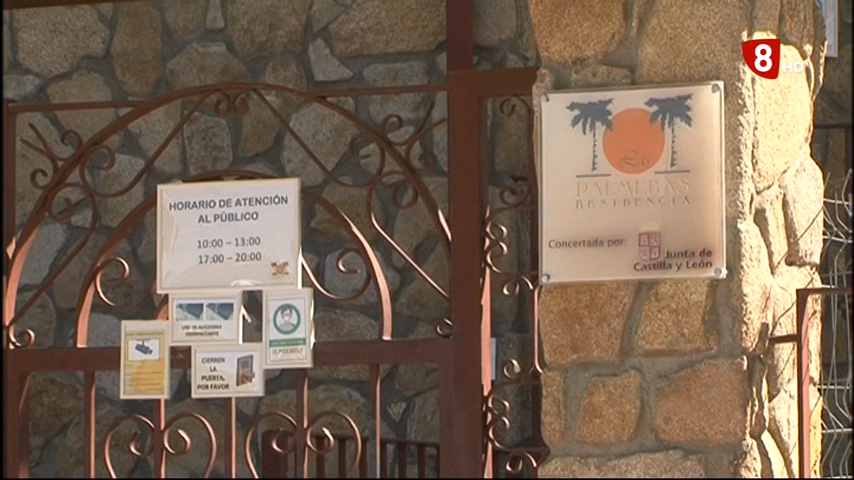 8 HD
Las
PALMERAS
RESIDENCIA
Concertada por:
Junta de
Castilla y León
HORARIO DE ATENCIÓN
AL PÚBLICO
10:00 – 13:00
17:00 – 20:00
CIERREN
LA
PUERTA,
POR FAVOR